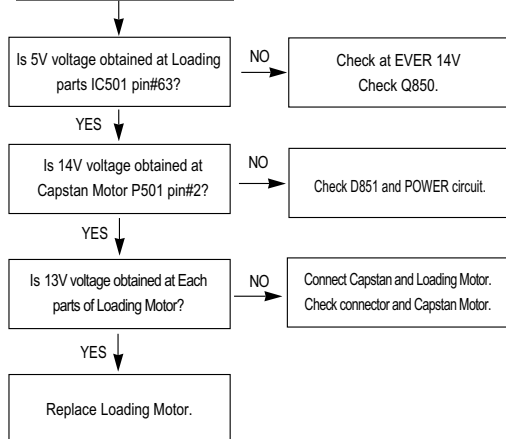 Is 5V voltage obtained at Loading
parts IC501 pin#63?
NO
Check at EVER 14V
Check Q850.
YES
Is 14V voltage obtained at
Capstan Motor P501 pin#2?
NO
Check D851 and POWER circuit.
YES
Is 13V voltage obtained at Each
parts of Loading Motor?
NO
Connect Capstan and Loading Motor.
Check connector and Capstan Motor.
YES
Replace Loading Motor.